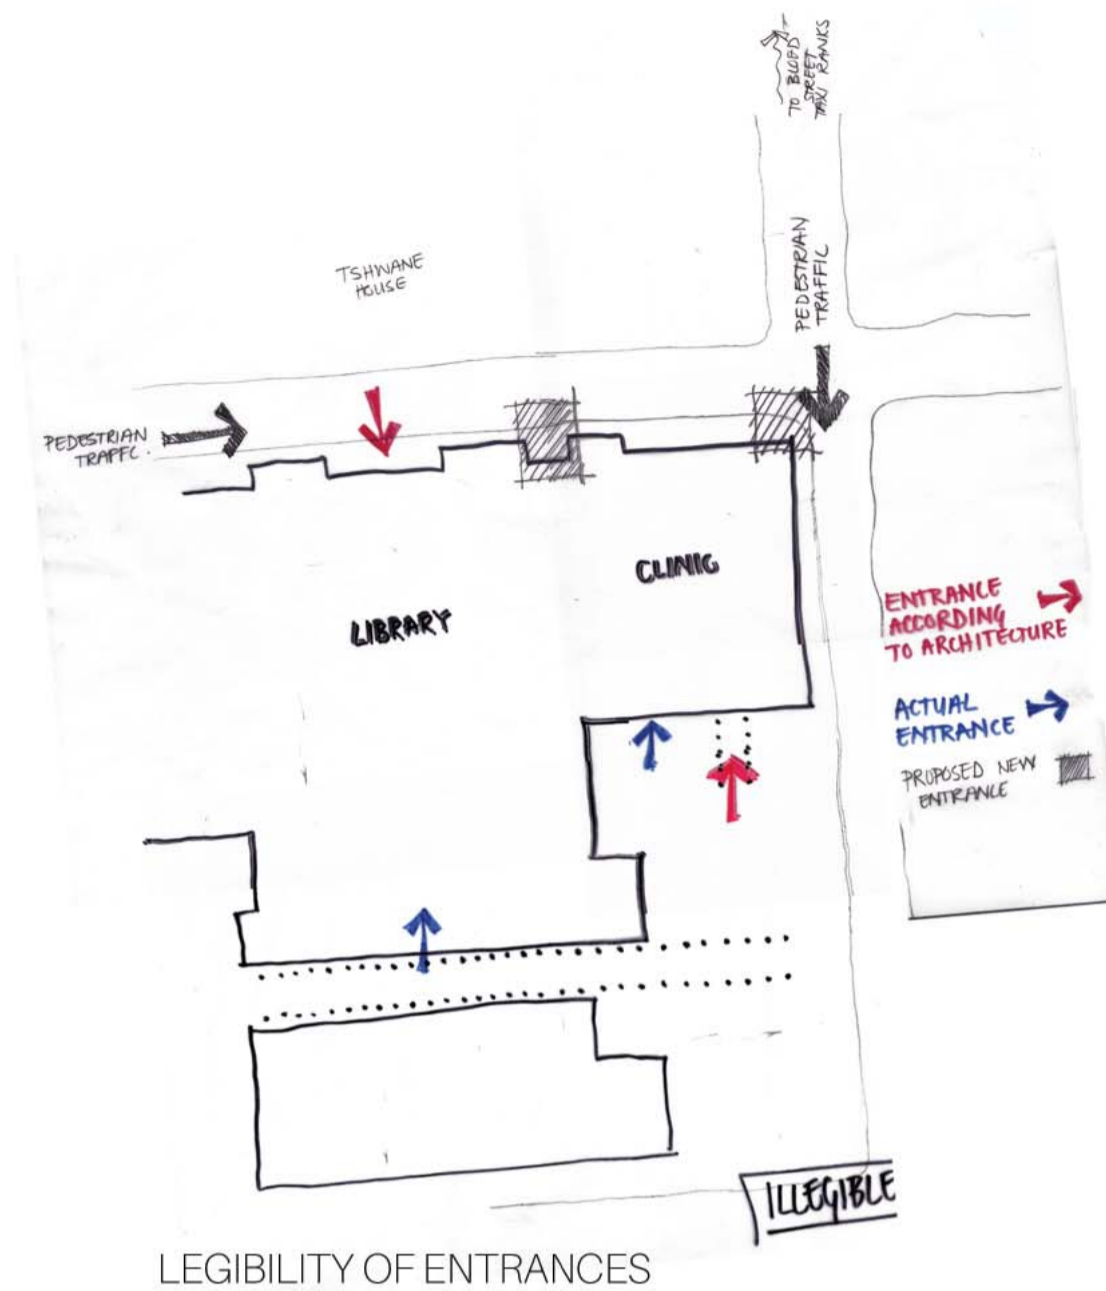 TO BLOED
STREET
TAXI RANKS
PEDESTRIAN
TRAFFIC
TSHWANE
HOUSE
PEDESTRIAN
TRAFFC.
CLINIC
LIBRARY
ENTRANCE
ACCORDING
TO ARCHITECTURE
ACTUAL
ENTRANCE
PROPOSED NEW
ENTRANCE
ILLEGIBLE
LEGIBILITY OF ENTRANCES